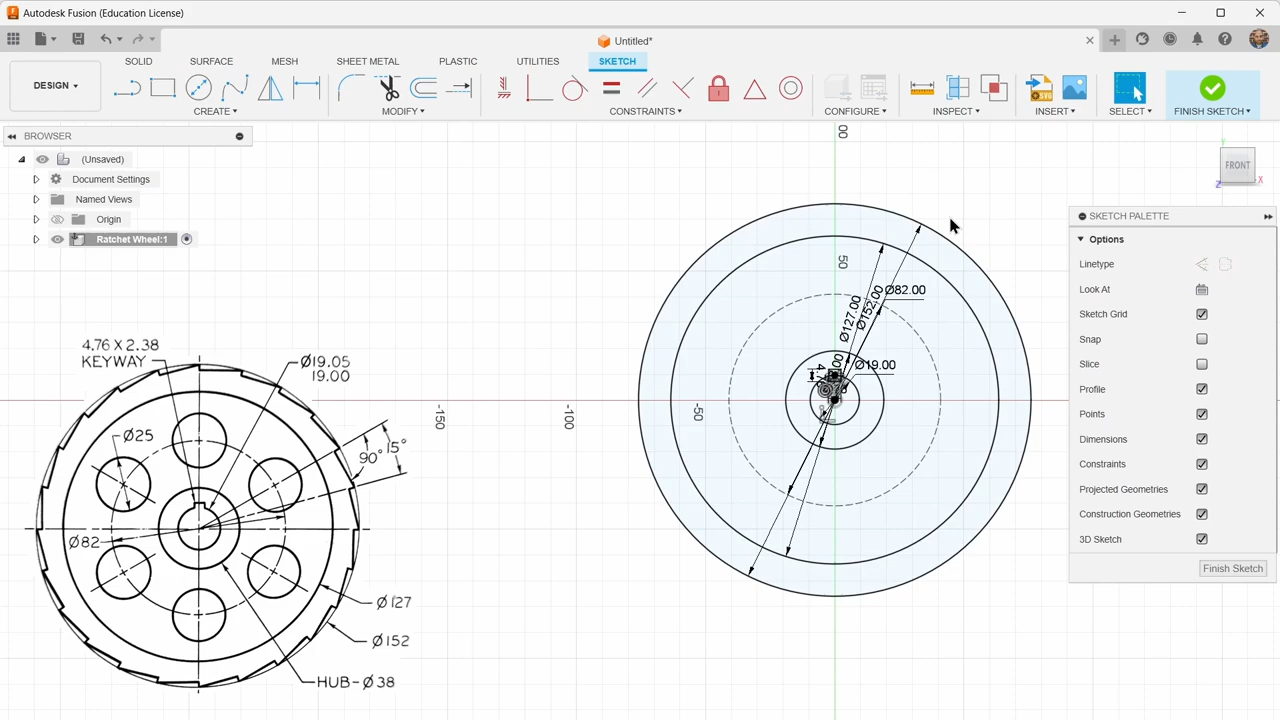 Autodesk Fusion (Education License)
Untitled*
DESIGN
SOLID SURFACE MESH SHEET METAL PLASTIC UTILITIES SKETCH
CREATE MODIFY CONSTRAINTS CONFIGURE INSPECT INSERT SELECT FINISH SKETCH
BROWSER
(Unsaved)
Document Settings
Named Views
Origin
Ratchet Wheel:1
FRONT
Y
X
Z
SKETCH PALETTE
Options
Linetype
Look At
Sketch Grid
Snap
Slice
Profile
Points
Dimensions
Constraints
Projected Geometries
Construction Geometries
3D Sketch
Finish Sketch
00
50
-50
-100
-150
Ø127.00
Ø152.00
Ø82.00
Ø19.00
4.76 X 2.38
KEYWAY
Ø19.05
19.00
Ø25
90°
15°
Ø82
Ø127
Ø152
HUB-Ø38